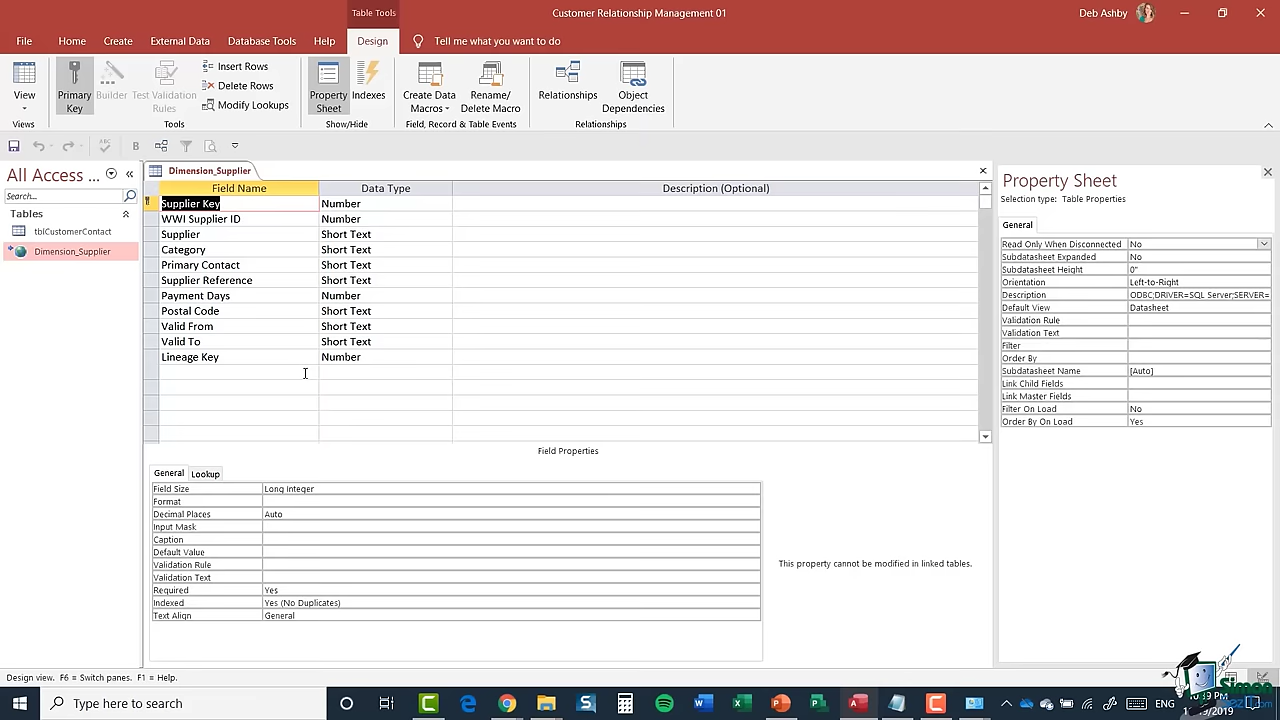 Table Tools
Customer Relationship Management 01
Deb Ashby
File
Home
Create
External Data
Database Tools
Help
Design
Tell me what you want to do
View
Views
Primary Key
Builder
Test Validation Rules
Insert Rows
Delete Rows
Modify Lookups
Tools
Property Sheet
Indexes
Show/Hide
Create Data Macros
Rename/ Delete Macro
Field, Record & Table Events
Relationships
Object Dependencies
Relationships
All Access ...
Search...
Tables
tblCustomerContact
Dimension_Supplier
Dimension_Supplier
Field Name Data Type Description (Optional)
Supplier Key Number
WWI Supplier ID Number
Supplier Short Text
Category Short Text
Primary Contact Short Text
Supplier Reference Short Text
Payment Days Number
Postal Code Short Text
Valid From Short Text
Valid To Short Text
Lineage Key Number
Field Properties
General Lookup
Field Size Long Integer
Format
Decimal Places Auto
Input Mask
Caption
Default Value
Validation Rule
Validation Text
Required Yes
Indexed Yes (No Duplicates)
Text Align General
This property cannot be modified in linked tables.
Property Sheet
Selection type: Table Properties
General
Read Only When Disconnected No
Subdatasheet Expanded No
Subdatasheet Height 0"
Orientation Left-to-Right
Description ODBC;DRIVER=SQL Server;SERVER=
Default View Datasheet
Validation Rule
Validation Text
Filter
Order By
Subdatasheet Name [Auto]
Link Child Fields
Link Master Fields
Filter On Load No
Order By On Load Yes
Design view. F6 = Switch panes. F1 = Help.
Type here to search